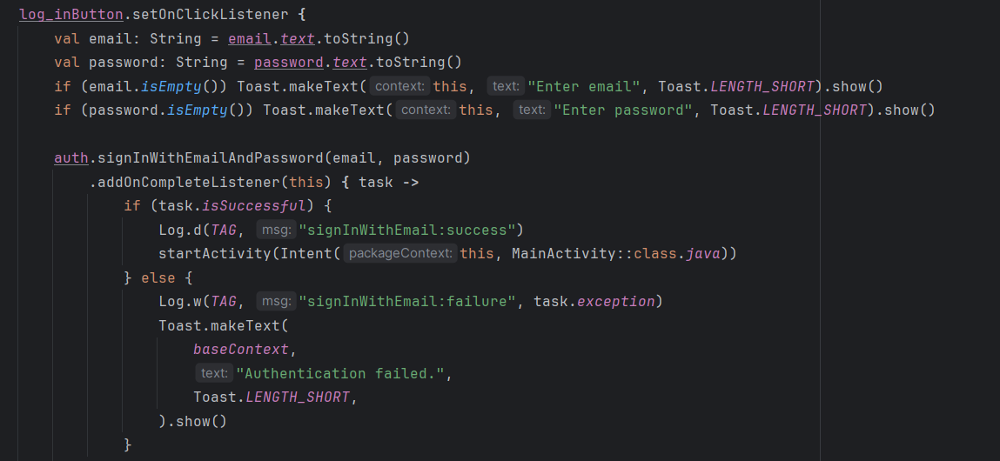 log_inButton.setOnClickListener {
val email: String = email.text.toString()
val password: String = password.text.toString()
if (email.isEmpty()) Toast.makeText( context: this, text: "Enter email", Toast.LENGTH_SHORT).show()
if (password.isEmpty()) Toast.makeText( context: this, text: "Enter password", Toast.LENGTH_SHORT).show()
auth.signInWithEmailAndPassword(email, password)
.addOnCompleteListener(this) { task ->
if (task.isSuccessful) {
Log.d(TAG, msg: "signInWithEmail:success")
startActivity(Intent( packageContext: this, MainActivity::class.java))
} else {
Log.w(TAG, msg: "signInWithEmail:failure", task.exception)
Toast.makeText(
baseContext,
text: "Authentication failed.",
Toast.LENGTH_SHORT,
).show()
}